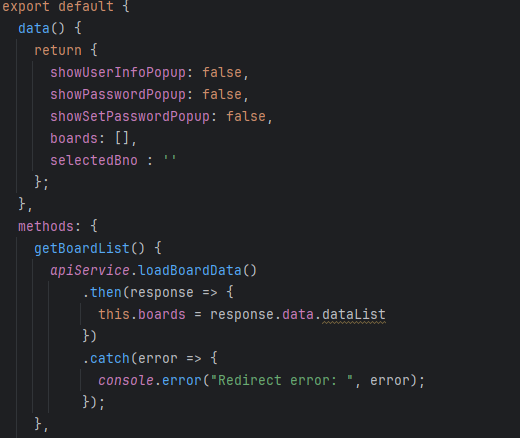 export default {
  data() {
    return {
      showUserInfoPopup: false,
      showPasswordPopup: false,
      showSetPasswordPopup: false,
      boards: [],
      selectedBno : ''
    };
  },
  methods: {
    getBoardList() {
      apiService.loadBoardData()
          .then(response => {
            this.boards = response.data.dataList
          })
          .catch(error => {
            console.error("Redirect error: ", error);
          });
    },